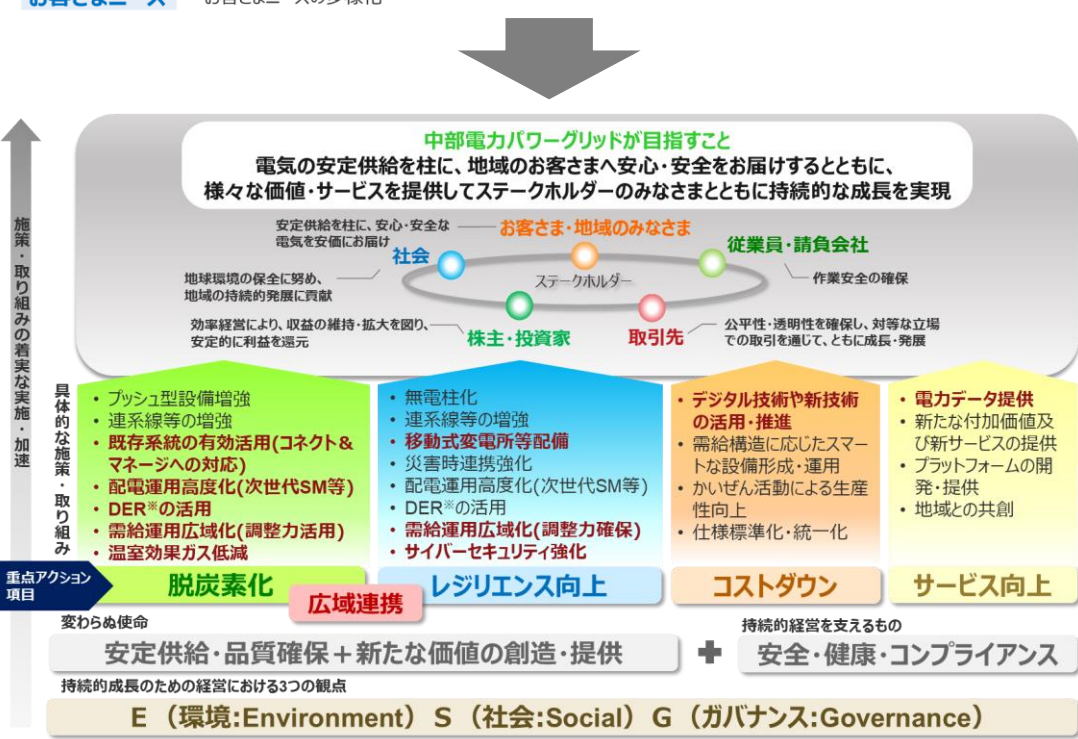 お客さまニーズ
お客さまニーズの多様化
中部電力パワーグリッドが目指すこと
電気の安定供給を柱に、地域のお客さまへ安心・安全をお届けするとともに、
様々な価値・サービスを提供してステークホルダーのみなさまとともに持続的な成長を実現
安定供給を柱に、安心・安全な
電気を安価にお届け
お客さま・地域のみなさま
社会
従業員・請負会社
地球環境の保全に努め、
地域の持続的発展に貢献
ステークホルダー
作業安全の確保
効率経営により、収益の維持・拡大を図り、
安定的に利益を還元
株主・投資家
取引先
公平性・透明性を確保し、対等な立場
での取引を通じて、ともに成長・発展
施策・取り組みの着実な実施・加速
具体的な施策・取り組み
• プッシュ型設備増強
• 連系線等の増強
• 既存系統の有効活用(コネクト&
マネージへの対応)
• 配電運用高度化(次世代SM等)
• DER※の活用
• 需給運用広域化(調整力活用)
• 温室効果ガス低減
• 無電柱化
• 連系線等の増強
• 移動式変電所等配備
• 災害時連携強化
• 配電運用高度化(次世代SM等)
• DER※の活用
• 需給運用広域化(調整力確保)
• サイバーセキュリティ強化
• デジタル技術や新技術
の活用・推進
• 需給構造に応じたスマー
トな設備形成・運用
• かいぜん活動による生産
性向上
• 仕様標準化・統一化
• 電力データ提供
• 新たな付加価値及
び新サービスの提供
• プラットフォームの開
発・提供
• 地域との共創
重点アクション
項目
脱炭素化
広域連携
レジリエンス向上
コストダウン
サービス向上
変わらぬ使命
安定供給・品質確保+新たな価値の創造・提供
+
持続的経営を支えるもの
安全・健康・コンプライアンス
持続的成長のための経営における3つの観点
E（環境:Environment）S（社会:Social）G（ガバナンス:Governance）